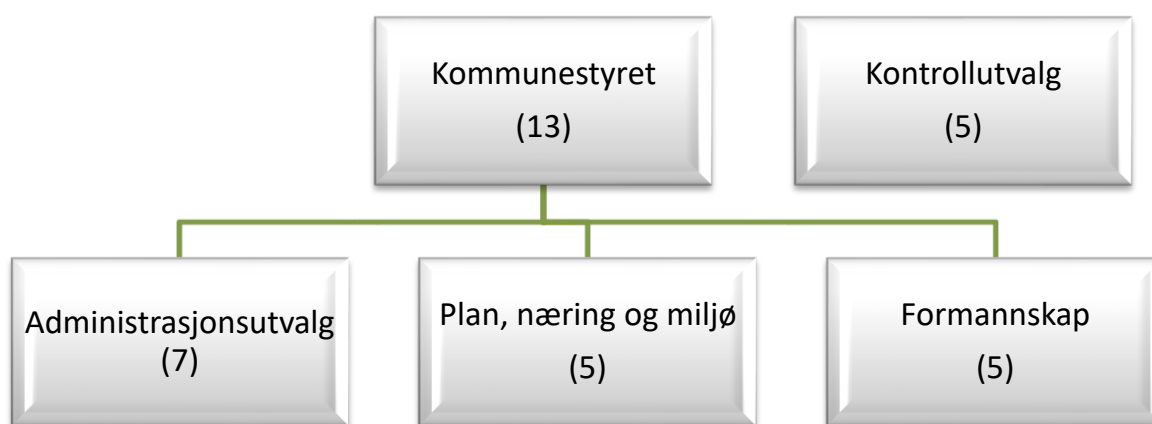 Kommunestyret
(13)
Kontrollutvalg
(5)
Administrasjonsutvalg
(7)
Plan, næring og miljø
(5)
Formannskap
(5)